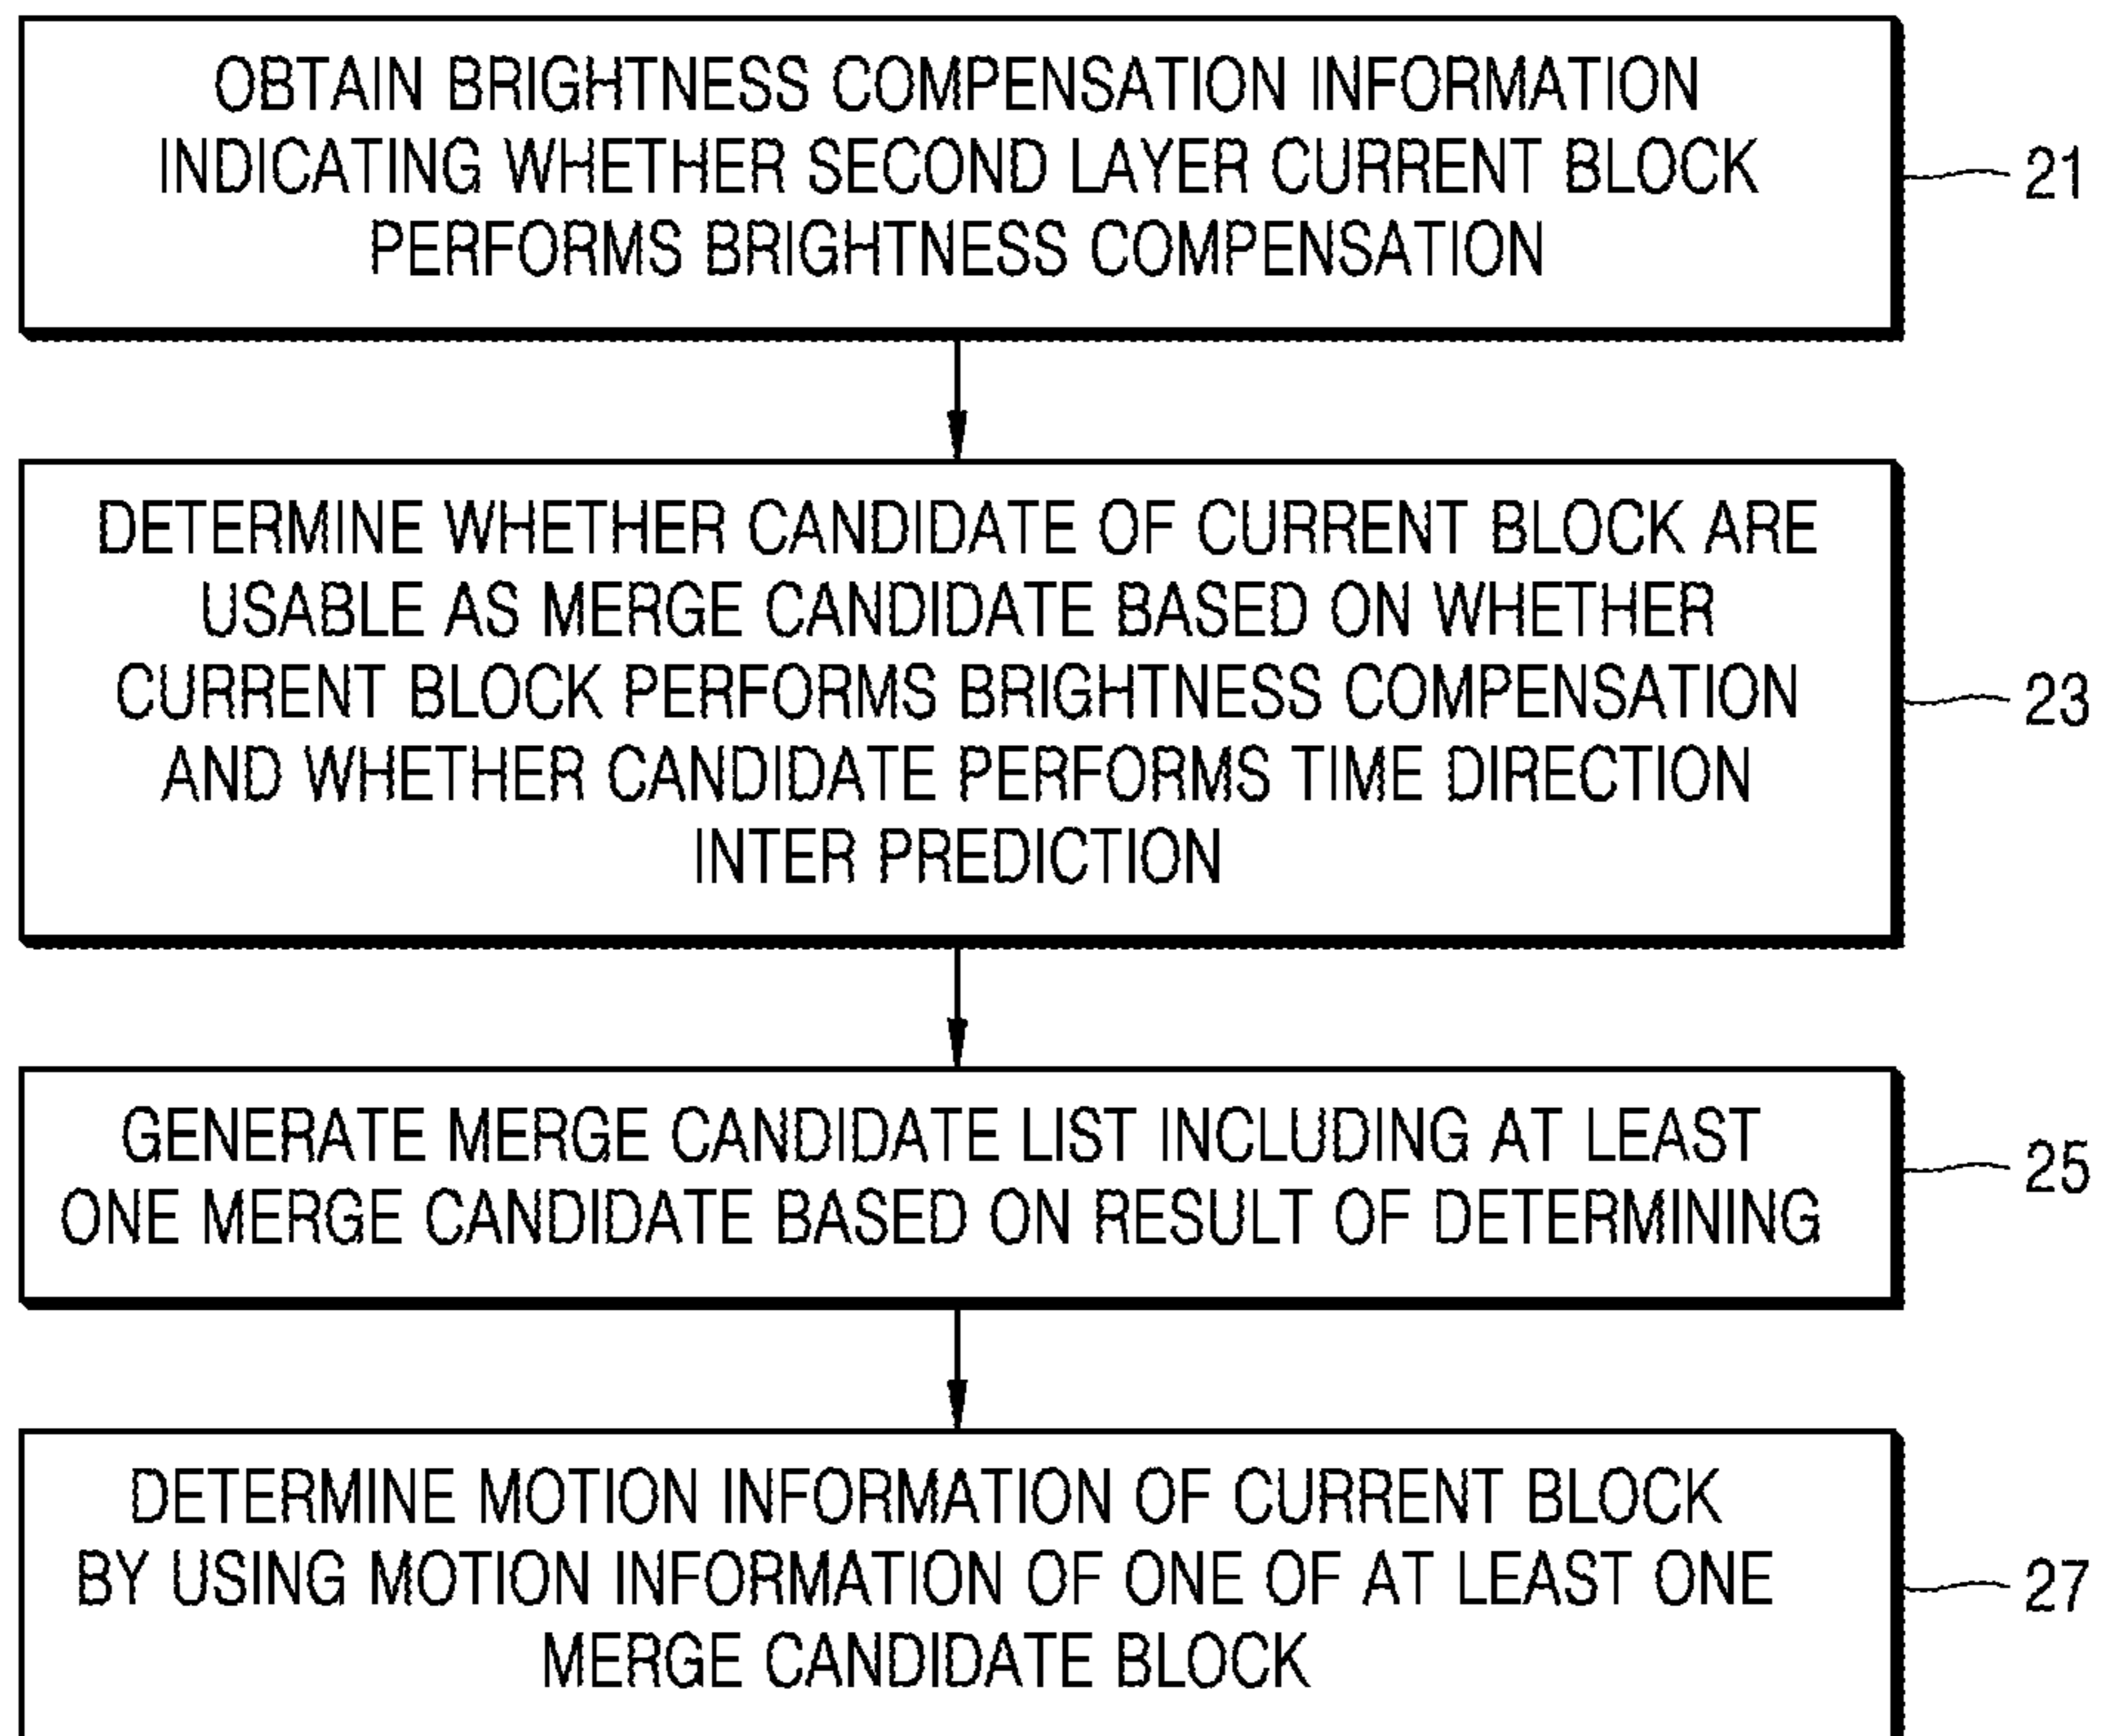 OBTAIN BRIGHTNESS COMPENSATION INFORMATION
INDICATING WHETHER SECOND LAYER CURRENT BLOCK
PERFORMS BRIGHTNESS COMPENSATION
21
DETERMINE WHETHER CANDIDATE OF CURRENT BLOCK ARE
USABLE AS MERGE CANDIDATE BASED ON WHETHER
CURRENT BLOCK PERFORMS BRIGHTNESS COMPENSATION
AND WHETHER CANDIDATE PERFORMS TIME DIRECTION
INTER PREDICTION
23
GENERATE MERGE CANDIDATE LIST INCLUDING AT LEAST
ONE MERGE CANDIDATE BASED ON RESULT OF DETERMINING
25
DETERMINE MOTION INFORMATION OF CURRENT BLOCK
BY USING MOTION INFORMATION OF ONE OF AT LEAST ONE
MERGE CANDIDATE BLOCK
27